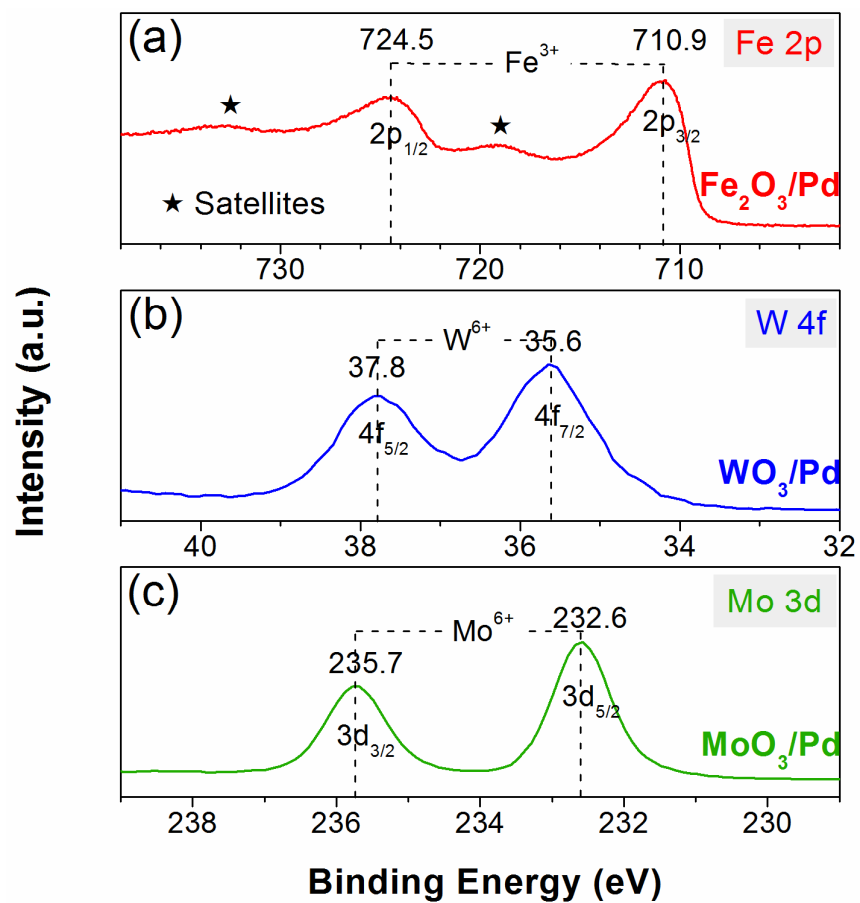 (a)
724.5
710.9
Fe 2p
Fe³⁺
★
★
2p₁/₂
2p₃/₂
★ Satellites
Fe₂O₃/Pd
730
720
710
(b)
W 4f
W⁶⁺
37.8
35.6
4f₅/₂
4f₇/₂
WO₃/Pd
40
38
36
34
32
(c)
Mo 3d
Mo⁶⁺
235.7
232.6
3d₃/₂
3d₅/₂
MoO₃/Pd
238
236
234
232
230
Intensity (a.u.)
Binding Energy (eV)